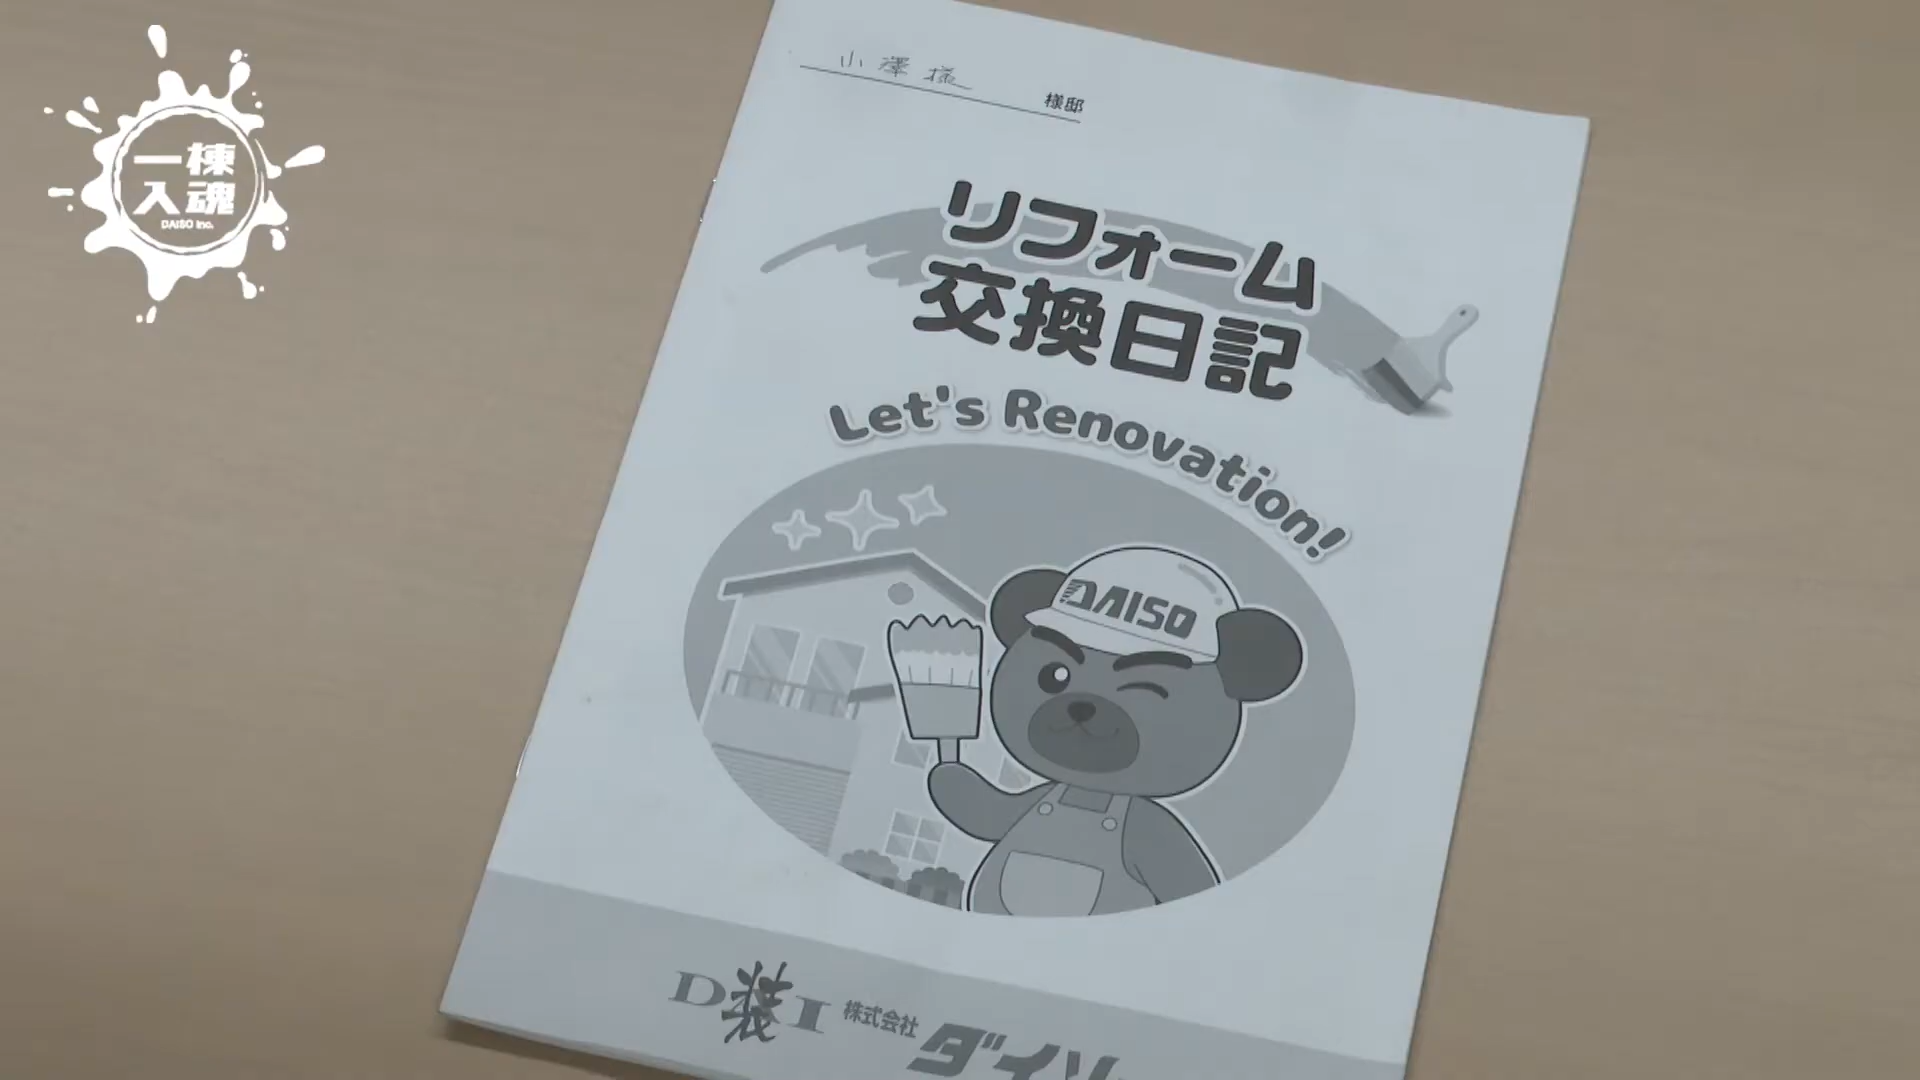 一棟
入魂
DAISO Inc.
小澤様
様邸
リフォーム
交換日記
Let's Renovation!
DAISO
D装I 株式会社
ダイソ